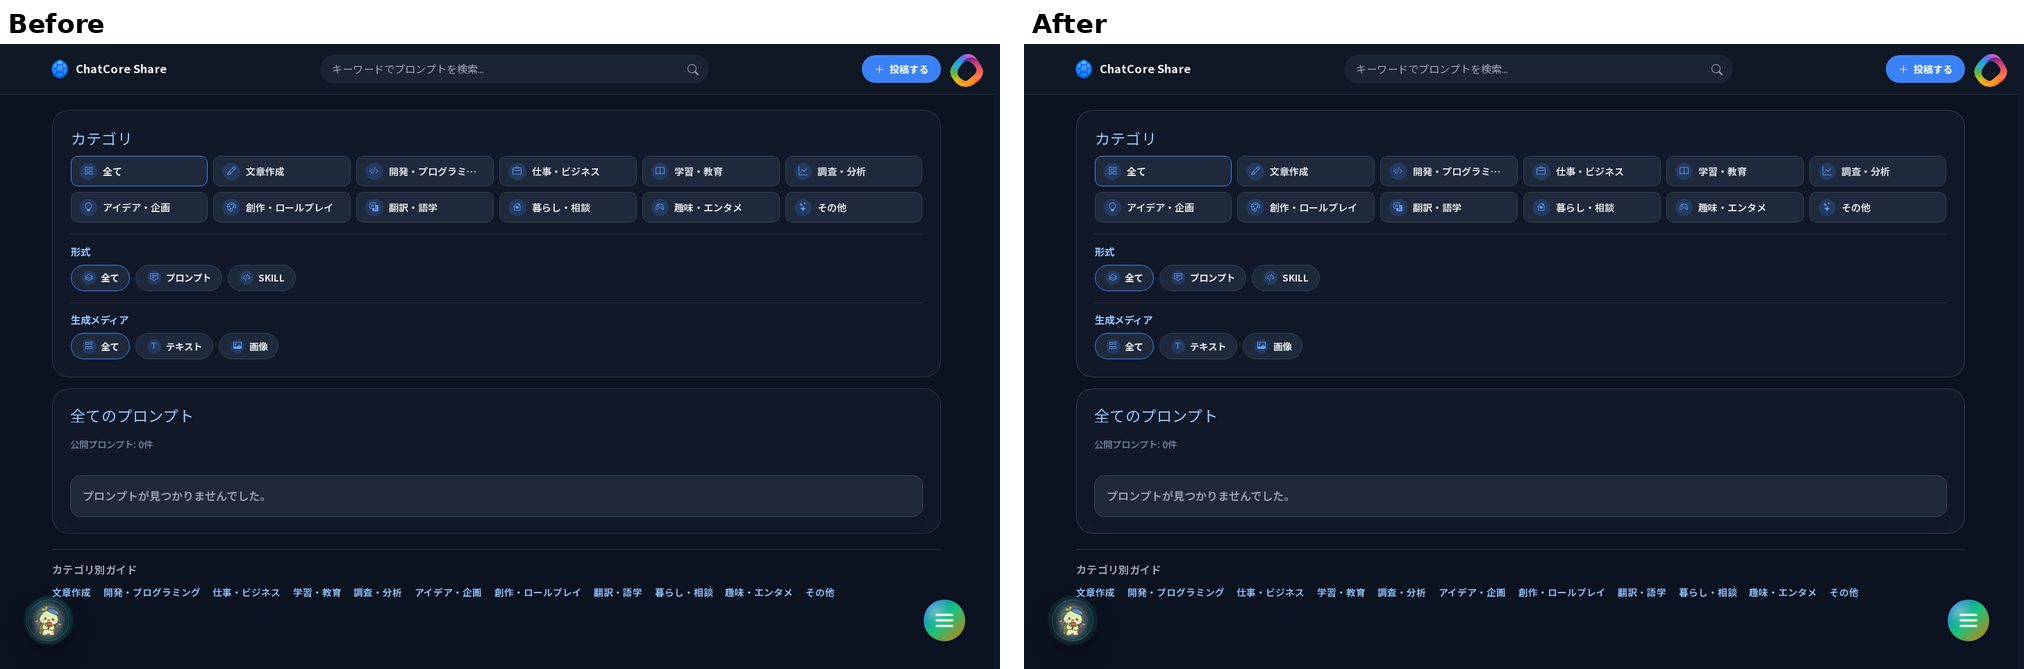 Before
ChatCore Share
キーワードでプロンプトを検索...
+ 投稿する
カテゴリ
全て
文章作成
開発・プログラミ…
仕事・ビジネス
学習・教育
調査・分析
アイデア・企画
創作・ロールプレイ
翻訳・語学
暮らし・相談
趣味・エンタメ
その他
形式
全て
プロンプト
SKILL
生成メディア
全て
テキスト
画像
全てのプロンプト
公開プロンプト: 0件
プロンプトが見つかりませんでした。
カテゴリ別ガイド
文章作成 開発・プログラミング 仕事・ビジネス 学習・教育 調査・分析 アイデア・企画 創作・ロールプレイ 翻訳・語学 暮らし・相談 趣味・エンタメ その他
After
ChatCore Share
キーワードでプロンプトを検索...
+ 投稿する
カテゴリ
全て
文章作成
開発・プログラミ…
仕事・ビジネス
学習・教育
調査・分析
アイデア・企画
創作・ロールプレイ
翻訳・語学
暮らし・相談
趣味・エンタメ
その他
形式
全て
プロンプト
SKILL
生成メディア
全て
テキスト
画像
全てのプロンプト
公開プロンプト: 0件
プロンプトが見つかりませんでした。
カテゴリ別ガイド
文章作成 開発・プログラミング 仕事・ビジネス 学習・教育 調査・分析 アイデア・企画 創作・ロールプレイ 翻訳・語学 暮らし・相談 趣味・エンタメ その他